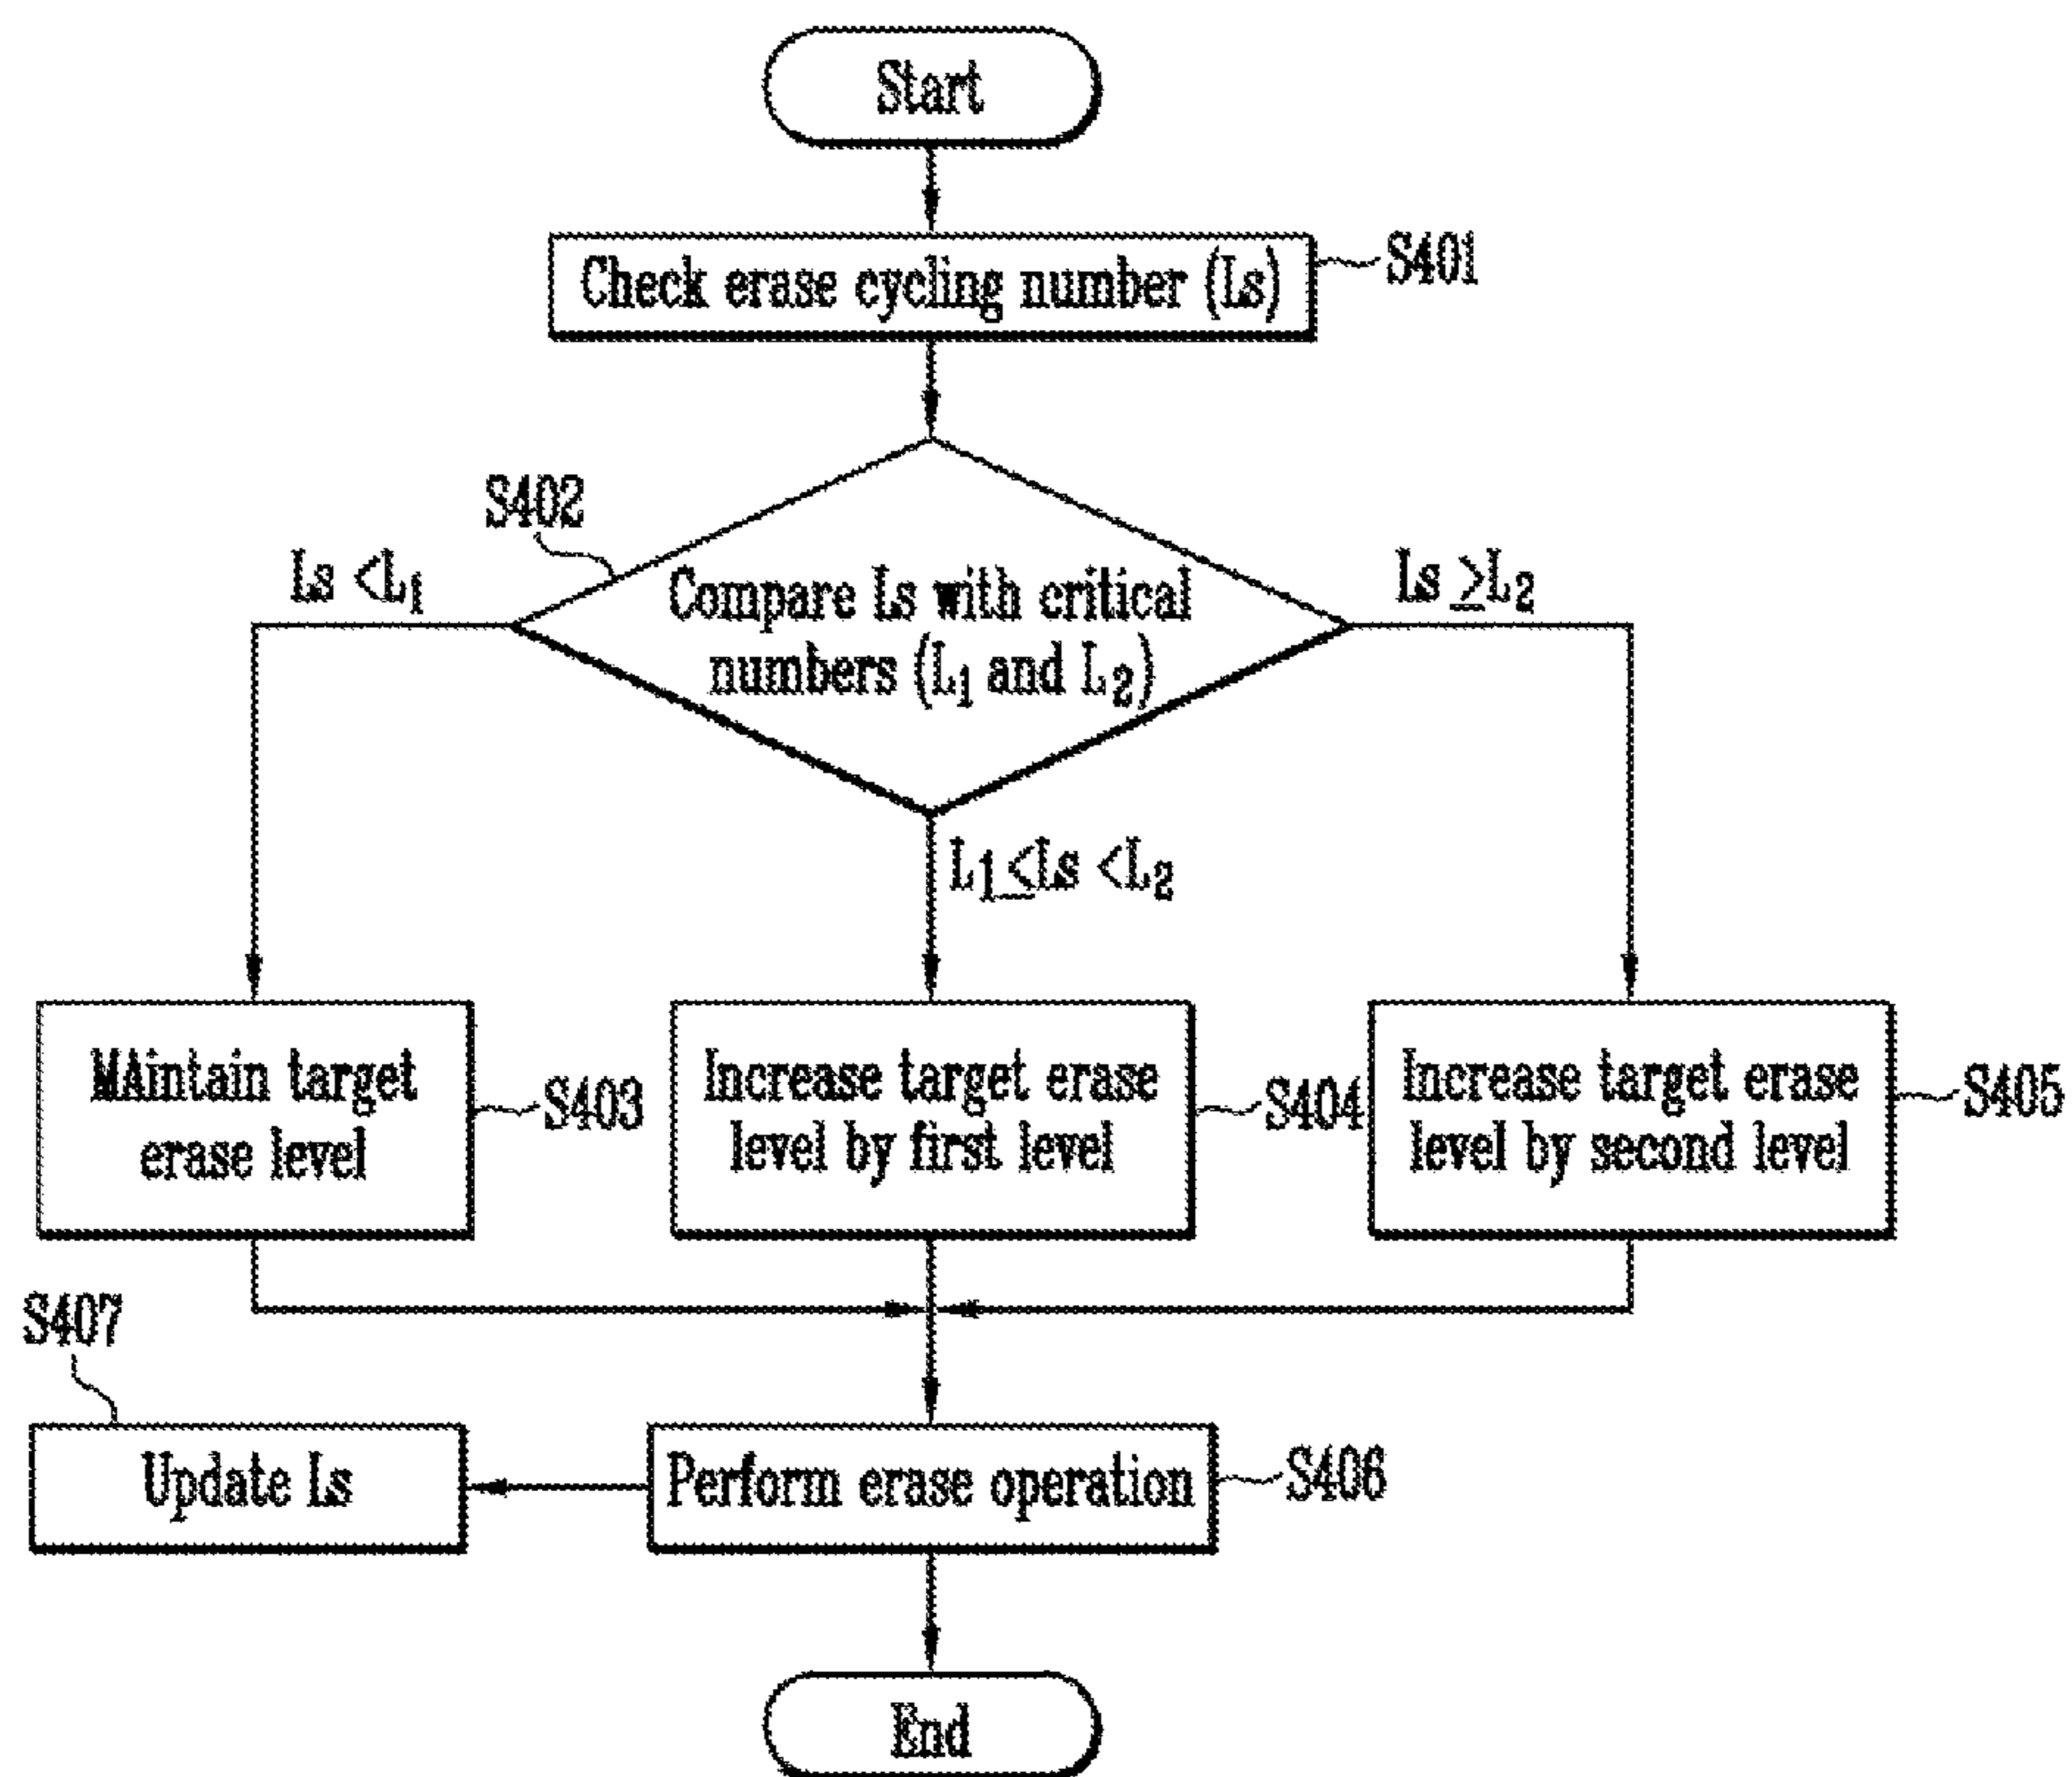 Start
Check erase cycling number (Ls)
S401
S402
Ls <L1
Compare Ls with critical
numbers (L1 and L2)
Ls ≥L2
L1≤Ls <L2
MAintain target
erase level
S403
Increase target erase
level by first level
S404
Increase target erase
level by second level
S405
S407
Update Ls
Perform erase operation
S406
End